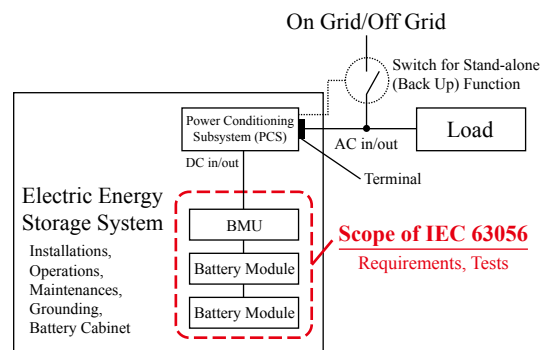 On Grid/Off Grid
Switch for Stand-alone
(Back Up) Function
Power Conditioning
Subsystem (PCS)
Load
AC in/out
DC in/out
Terminal
Electric Energy
Storage System
Installations,
Operations,
Maintenances,
Grounding,
Battery Cabinet
BMU
Battery Module
Battery Module
Scope of IEC 63056
Requirements, Tests